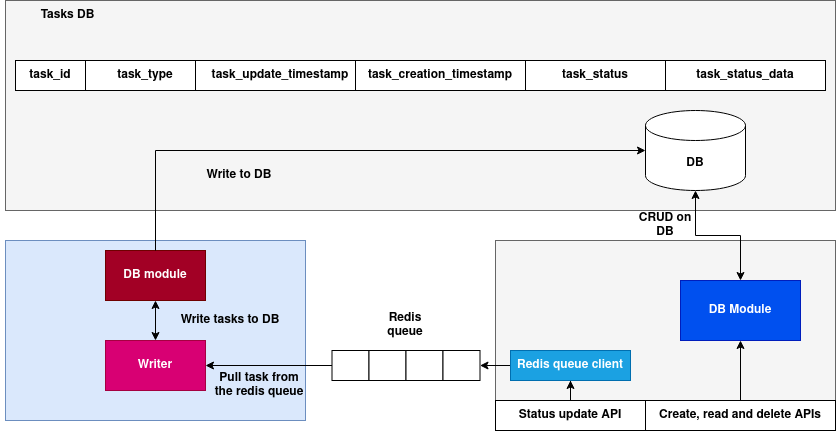 Tasks DB
task_id task_type task_update_timestamp task_creation_timestamp task_status task_status_data
DB
Write to DB
CRUD on
DB
DB module
Write tasks to DB
Writer
Pull task from
the redis queue
Redis
queue
Redis queue client
DB Module
Status update API
Create, read and delete APIs